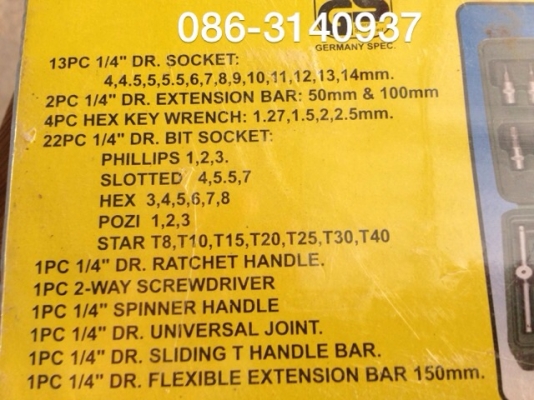 086-3140937
GERMANY SPEC.
13PC 1/4" DR. SOCKET:
4,4.5,5,5.5,6,7,8,9,10,11,12,13,14mm.
2PC 1/4" DR. EXTENSION BAR: 50mm & 100mm
4PC HEX KEY WRENCH: 1.27,1.5,2,2.5mm.
22PC 1/4" DR. BIT SOCKET:
PHILLIPS 1,2,3.
SLOTTED 4,5.5,7
HEX 3,4,5,6,7,8
POZI 1,2,3
STAR T8,T10,T15,T20,T25,T30,T40
1PC 1/4" DR. RATCHET HANDLE.
1PC 2-WAY SCREWDRIVER
1PC 1/4" SPINNER HANDLE
1PC 1/4" DR. UNIVERSAL JOINT.
1PC 1/4" DR. SLIDING T HANDLE BAR.
1PC 1/4" DR. FLEXIBLE EXTENSION BAR 150mm.